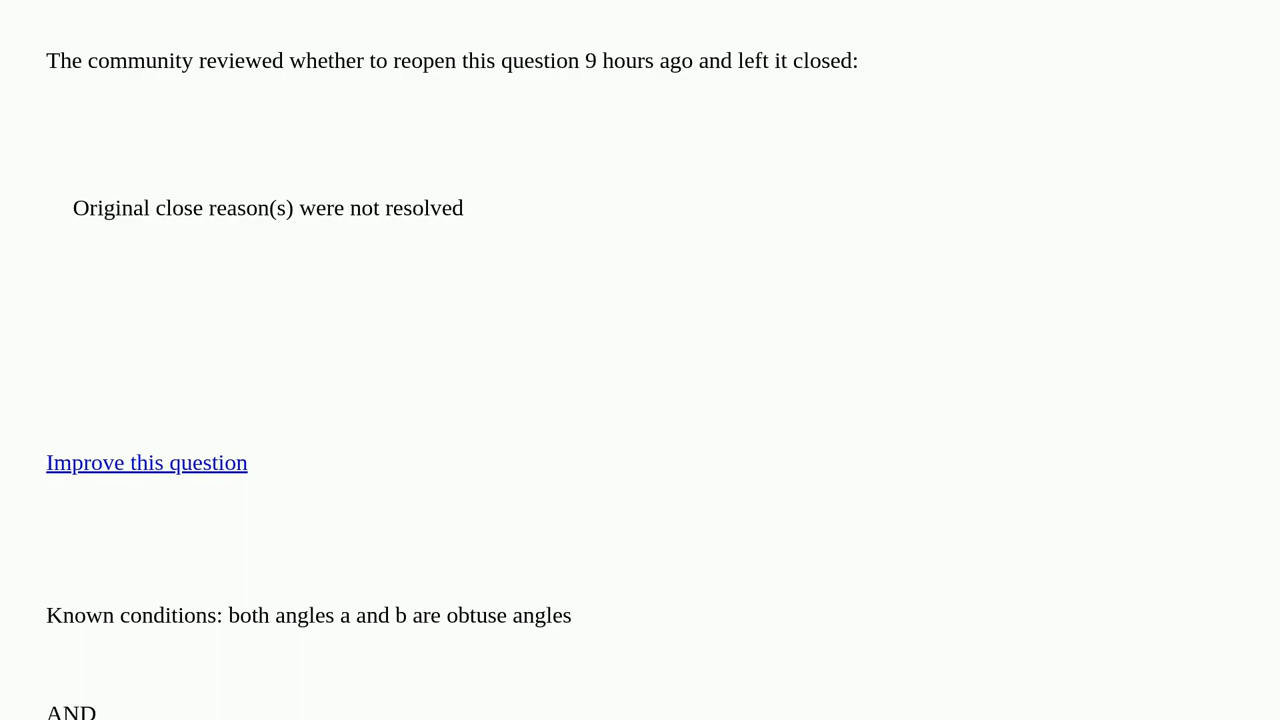 The community reviewed whether to reopen this question 9 hours ago and left it closed:
Original close reason(s) were not resolved
Improve this question
Known conditions: both angles a and b are obtuse angles
AND